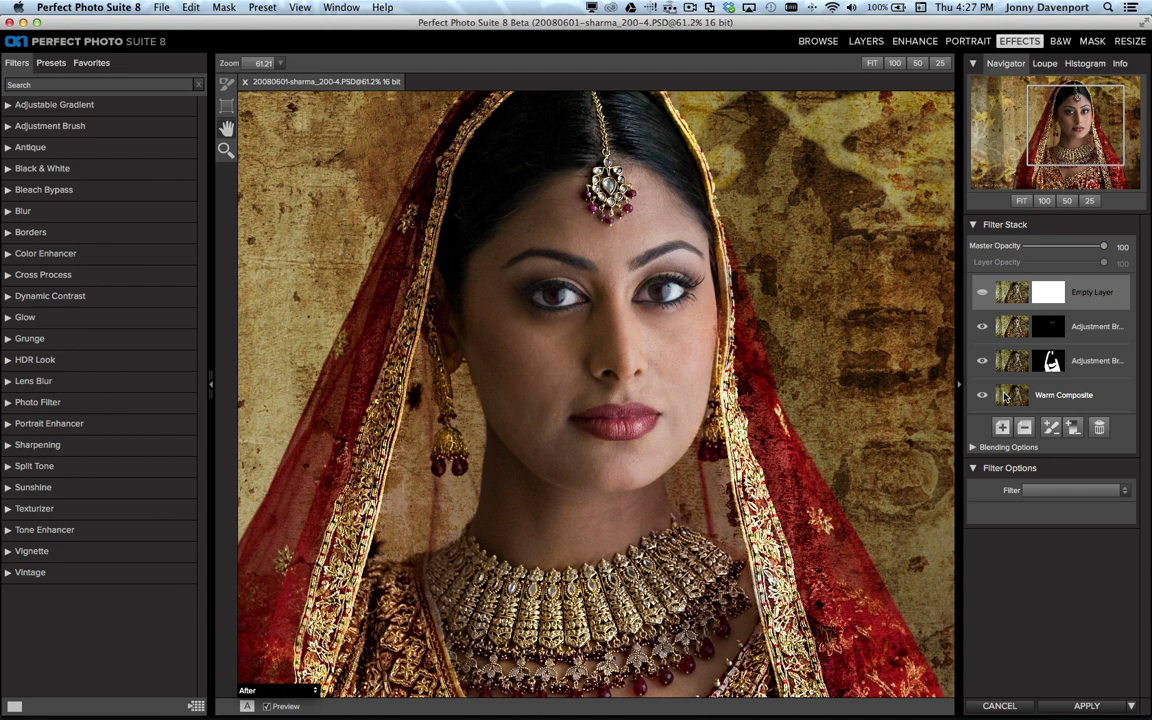 Perfect Photo Suite 8 File Edit Mask Preset View Window Help 100% Thu 4:27 PM Jonny Davenport
Perfect Photo Suite 8 Beta (20080601-sharma_200-4.PSD@61.2% 16 bit)
on1 PERFECT PHOTO SUITE 8 BROWSE LAYERS ENHANCE PORTRAIT EFFECTS B&W MASK RESIZE
Filters Presets Favorites Zoom 61.21 FIT 100 50 25 Navigator Loupe Histogram Info
Search X
x 20080601-sharma_200-4.PSD@61.2% 16 bit
Adjustable Gradient
Adjustment Brush
Antique
Black & White
Bleach Bypass
Blur
Borders
Color Enhancer
Cross Process
Dynamic Contrast
Glow
Grunge
HDR Look
Lens Blur
Photo Filter
Portrait Enhancer
Sharpening
Split Tone
Sunshine
Texturizer
Tone Enhancer
Vignette
Vintage
FIT 100 50 25
Filter Stack
Master Opacity 100
Layer Opacity 100
Empty Layer
Adjustment Br...
Adjustment Br...
Warm Composite
Blending Options
Filter Options
Filter
After
A Preview
CANCEL APPLY